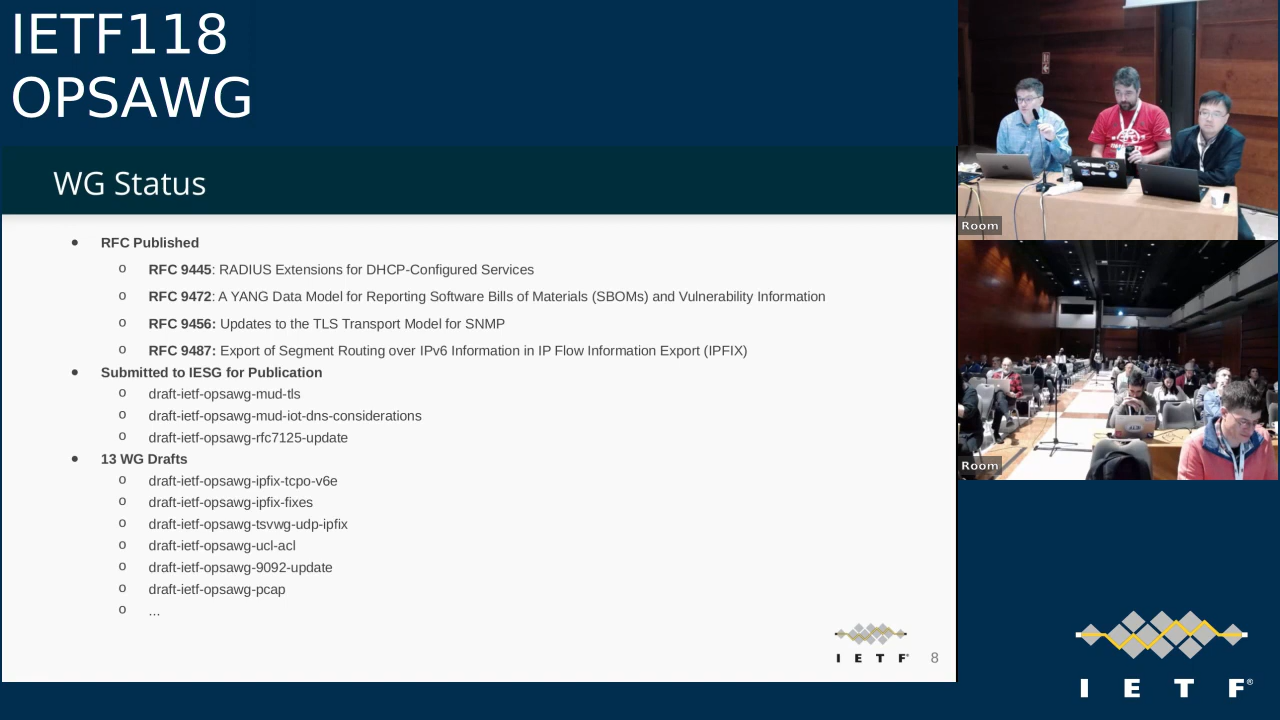 IETF118
OPSAWG
WG Status
RFC Published
RFC 9445: RADIUS Extensions for DHCP-Configured Services
RFC 9472: A YANG Data Model for Reporting Software Bills of Materials (SBOMs) and Vulnerability Information
RFC 9456: Updates to the TLS Transport Model for SNMP
RFC 9487: Export of Segment Routing over IPv6 Information in IP Flow Information Export (IPFIX)
Submitted to IESG for Publication
draft-ietf-opsawg-mud-tls
draft-ietf-opsawg-mud-iot-dns-considerations
draft-ietf-opsawg-rfc7125-update
13 WG Drafts
draft-ietf-opsawg-ipfix-tcpo-v6e
draft-ietf-opsawg-ipfix-fixes
draft-ietf-opsawg-tsvwg-udp-ipfix
draft-ietf-opsawg-ucl-acl
draft-ietf-opsawg-9092-update
draft-ietf-opsawg-pcap
...
I E T F®
8
Room
Room
I E T F®